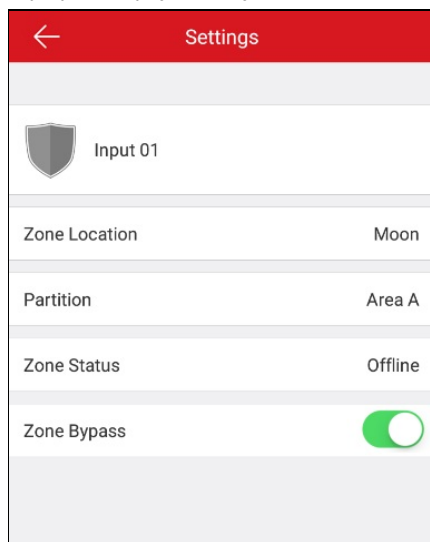 Settings
Input 01
Zone Location Moon
Partition Area A
Zone Status Offline
Zone Bypass